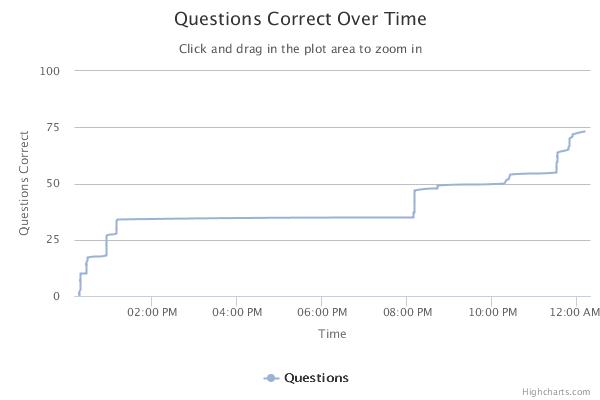 Questions Correct Over Time
Click and drag in the plot area to zoom in
Questions Correct
100
75
50
25
0
02:00 PM 04:00 PM 06:00 PM 08:00 PM 10:00 PM 12:00 AM
Time
Questions
Highcharts.com